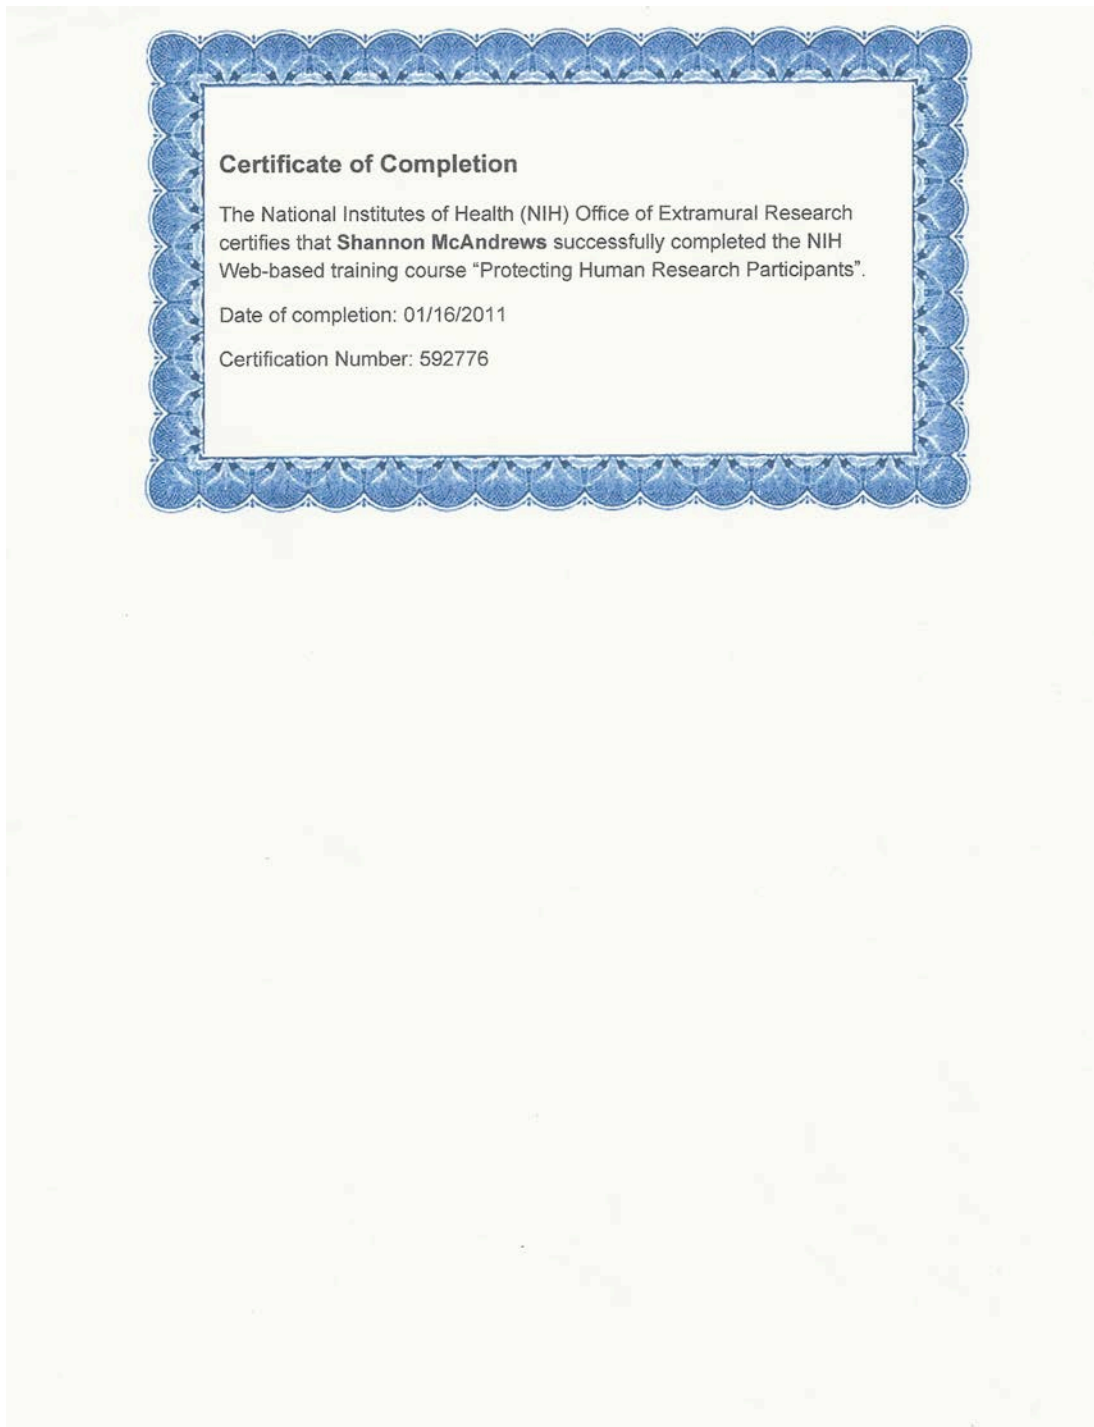 Certificate of Completion
The National Institutes of Health (NIH) Office of Extramural Research
certifies that Shannon McAndrews successfully completed the NIH
Web-based training course “Protecting Human Research Participants”.
Date of completion: 01/16/2011
Certification Number: 592776